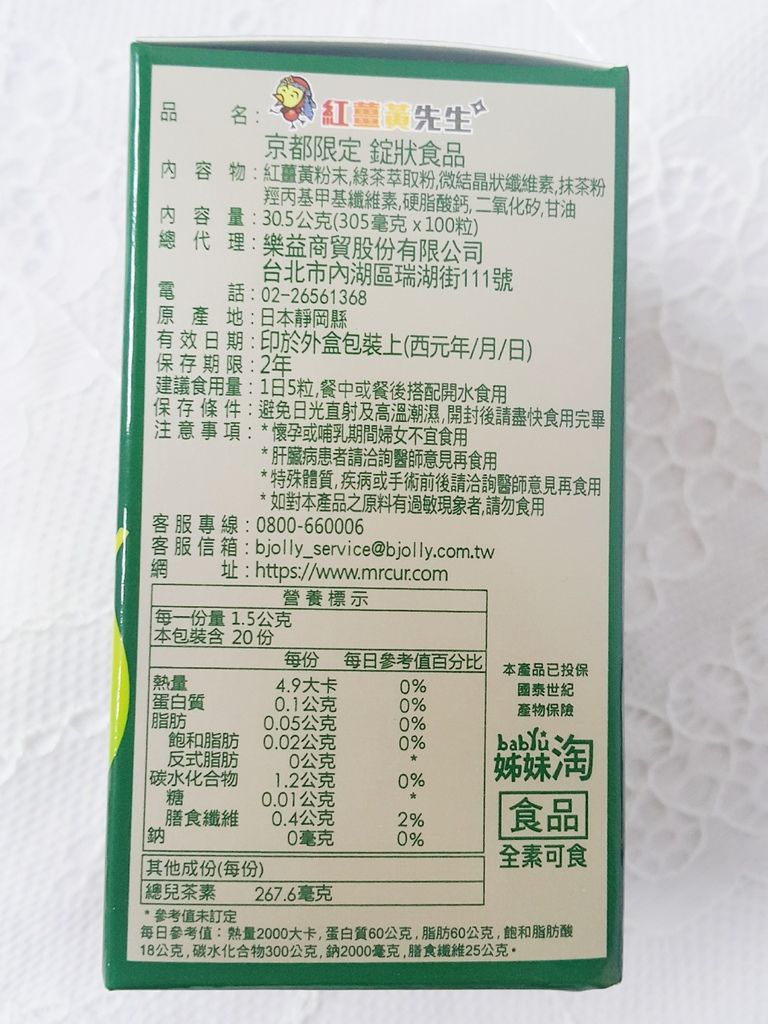 品名: 紅薑黃先生
京都限定 錠狀食品
內容物: 紅薑黃粉末,綠茶萃取粉,微結晶狀纖維素,抹茶粉
羥丙基甲基纖維素,硬脂酸鈣,二氧化矽,甘油
內容量: 30.5公克(305毫克 x 100粒)
總代理: 樂益商貿股份有限公司
台北市內湖區瑞湖街111號
電話: 02-26561368
原產地: 日本靜岡縣
有效日期: 印於外盒包裝上(西元年/月/日)
保存期限: 2年
建議食用量: 1日5粒,餐中或餐後搭配開水食用
保存條件: 避免日光直射及高溫潮濕,開封後請盡快食用完畢
注意事項: *懷孕或哺乳期間婦女不宜食用
*肝臟病患者請洽詢醫師意見再食用
*特殊體質,疾病或手術前後請洽詢醫師意見再食用
*如對本產品之原料有過敏現象者,請勿食用
客服專線: 0800-660006
客服信箱: bjolly_service@bjolly.com.tw
網址: https://www.mrcur.com
營養標示
每一份量 1.5公克
本包裝含 20份
每份 每日參考值百分比
熱量 4.9大卡 0%
蛋白質 0.1公克 0%
脂肪 0.05公克 0%
飽和脂肪 0.02公克 0%
反式脂肪 0公克 *
碳水化合物 1.2公克 0%
糖 0.01公克 *
膳食纖維 0.4公克 2%
鈉 0毫克 0%
其他成份(每份)
總兒茶素 267.6毫克
* 參考值未訂定
每日參考值: 熱量2000大卡,蛋白質60公克,脂肪60公克,飽和脂肪酸
18公克,碳水化合物300公克,鈉2000毫克,膳食纖維25公克。
本產品已投保
國泰世紀
產物保險
babyu
姊妹淘
食品
全素可食